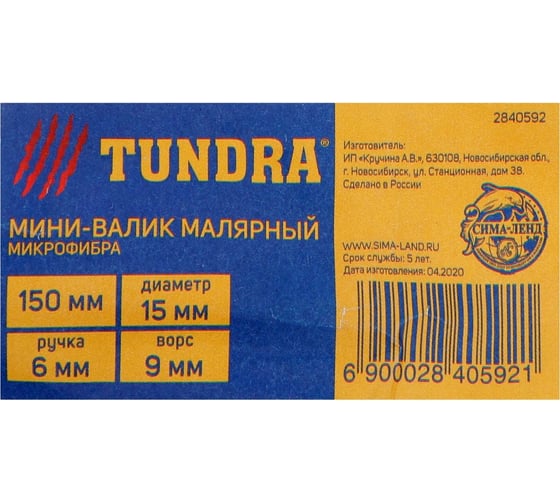 TUNDRA®
МИНИ-ВАЛИК МАЛЯРНЫЙ
МИКРОФИБРА
150 мм
диаметр
15 мм
ручка
6 мм
ворс
9 мм
2840592
Изготовитель:
ИП «Кручина А.В.», 630108, Новосибирская обл.,
г. Новосибирск, ул. Станционная, дом 38.
Сделано в России
СИМА-ЛЕНД
WWW.SIMA-LAND.RU
Срок службы: 5 лет.
Дата изготовления: 04.2020
6 900028 405921